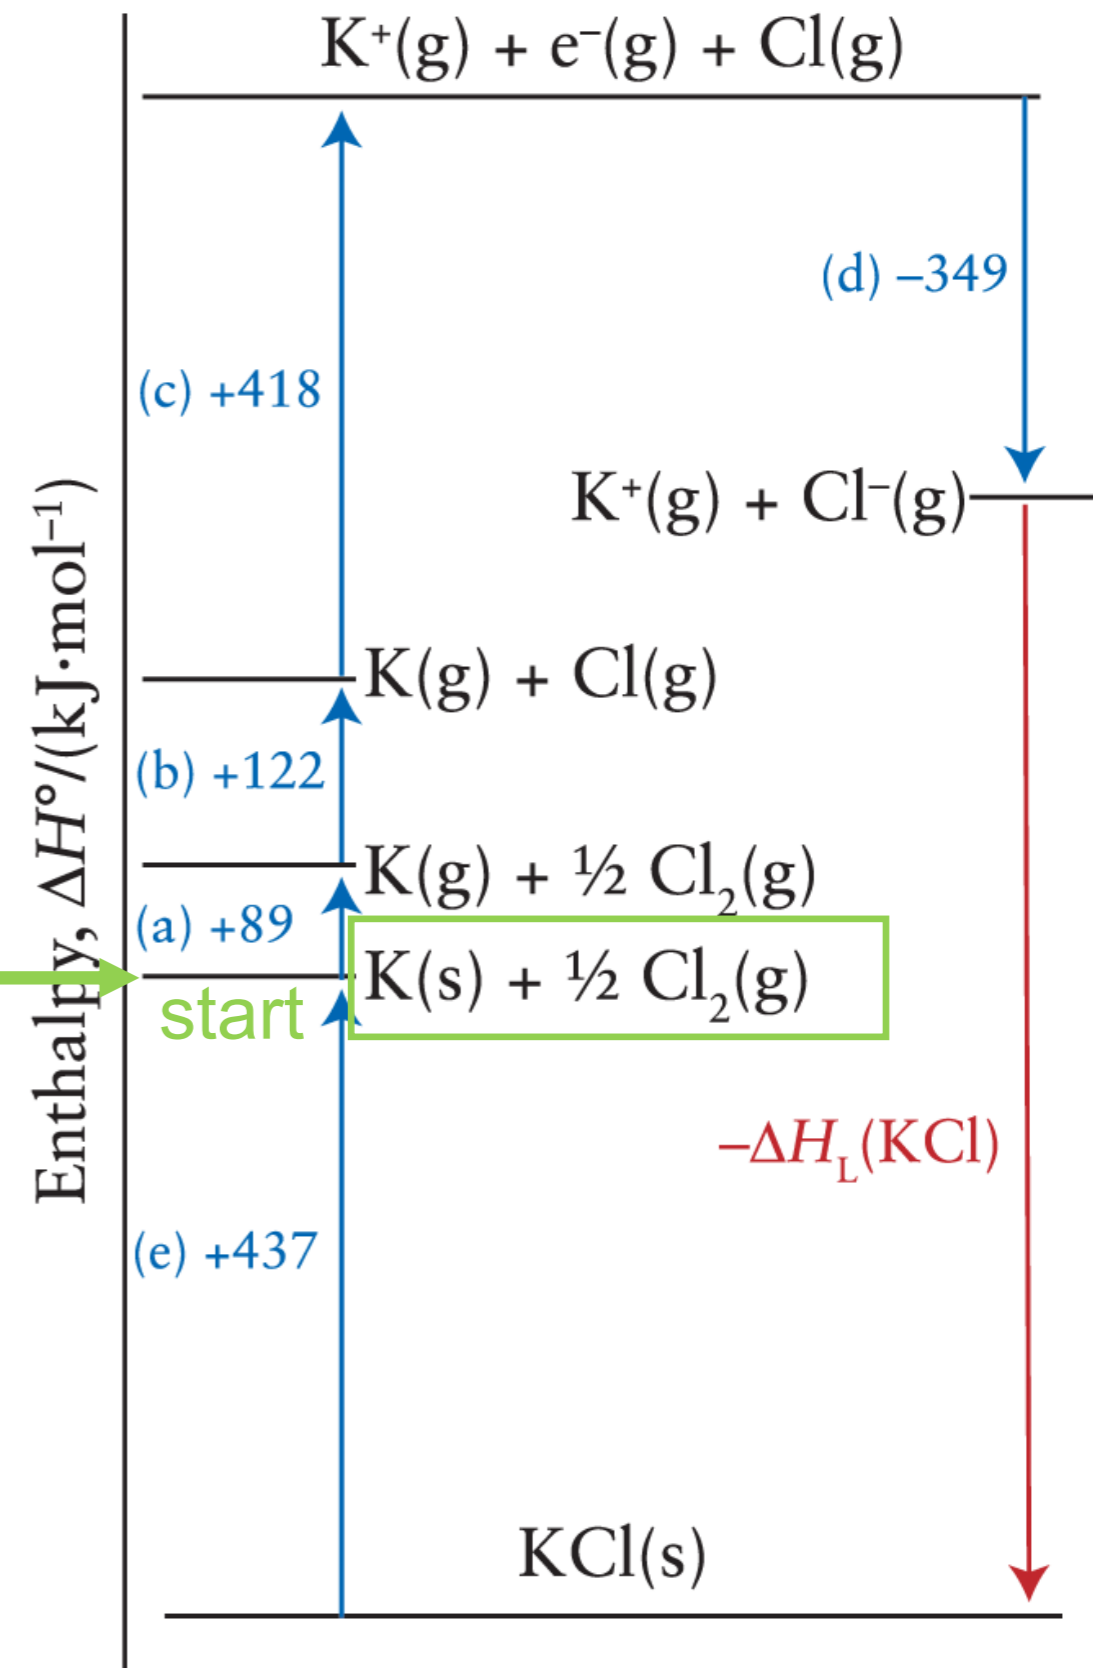 K⁺(g) + e⁻(g) + Cl(g)
(d) –349
(c) +418
K⁺(g) + Cl⁻(g)
Enthalpy, ΔH°/(kJ·mol⁻¹)
K(g) + Cl(g)
(b) +122
K(g) + ½ Cl₂(g)
(a) +89
K(s) + ½ Cl₂(g)
start
–ΔH_L(KCl)
(e) +437
KCl(s)